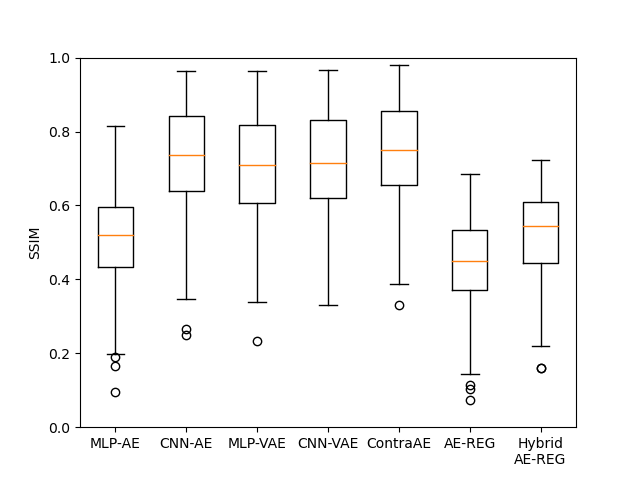 1.0
0.8
0.6
0.4
0.2
0.0
SSIM
MLP-AE
CNN-AE
MLP-VAE
CNN-VAE
ContraAE
AE-REG
Hybrid
AE-REG